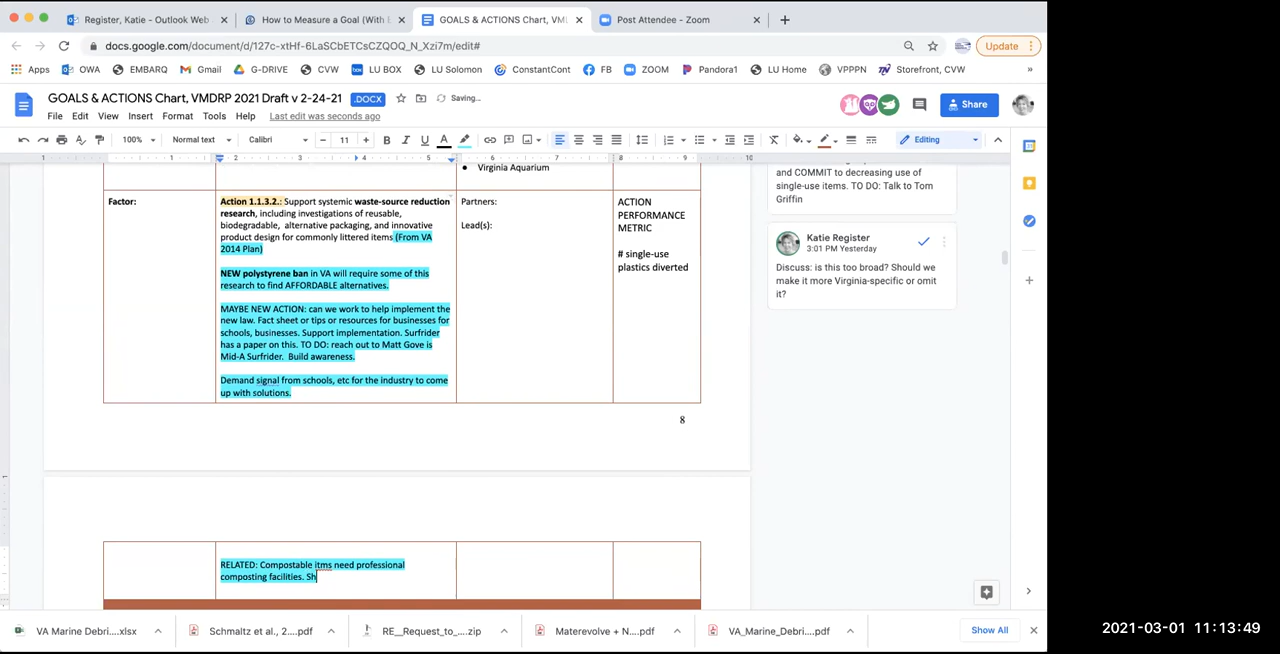 Register, Katie - Outlook Web
How to Measure a Goal (With E
GOALS & ACTIONS Chart, VMI
Post Attendee - Zoom
docs.google.com/document/d/127c-xtHf-6LaSCbETCsCZQOQ_N_Xzi7m/edit#
Update
Apps OWA EMBARQ Gmail G-DRIVE CVW LU BOX LU Solomon ConstantCont FB ZOOM Pandora1 LU Home VPPPN Storefront, CVW »
GOALS & ACTIONS Chart, VMDRP 2021 Draft v 2-24-21 .DOCX Saving...
File Edit View Insert Format Tools Help Last edit was seconds ago
Share
100% Normal text Calibri 11 B I U A Editing
1 1 2 3 4 5 6 7 8 9 10
Virginia Aquarium
Factor:
Action 1.1.3.2.: Support systemic waste-source reduction
research, including investigations of reusable,
biodegradable, alternative packaging, and innovative
product design for commonly littered items (From VA
2014 Plan)
NEW polystyrene ban in VA will require some of this
research to find AFFORDABLE alternatives.
MAYBE NEW ACTION: can we work to help implement the
new law. Fact sheet or tips or resources for businesses for
schools, businesses. Support implementation. Surfrider
has a paper on this. TO DO: reach out to Matt Gove is
Mid-A Surfrider. Build awareness.
Demand signal from schools, etc for the industry to come
up with solutions.
Partners:
Lead(s):
ACTION
PERFORMANCE
METRIC
# single-use
plastics diverted
8
RELATED: Compostable itms need professional
composting facilities. Sh
and COMMIT to decreasing use of
single-use items. TO DO: Talk to Tom
Griffin
Katie Register
3:01 PM Yesterday
Discuss: is this too broad? Should we
make it more Virginia-specific or omit
it?
VA Marine Debri....xlsx
Schmaltz et al., 2....pdf
RE__Request_to_....zip
Materevolve + N....pdf
VA_Marine_Debri....pdf
Show All
2021-03-01 11:13:49